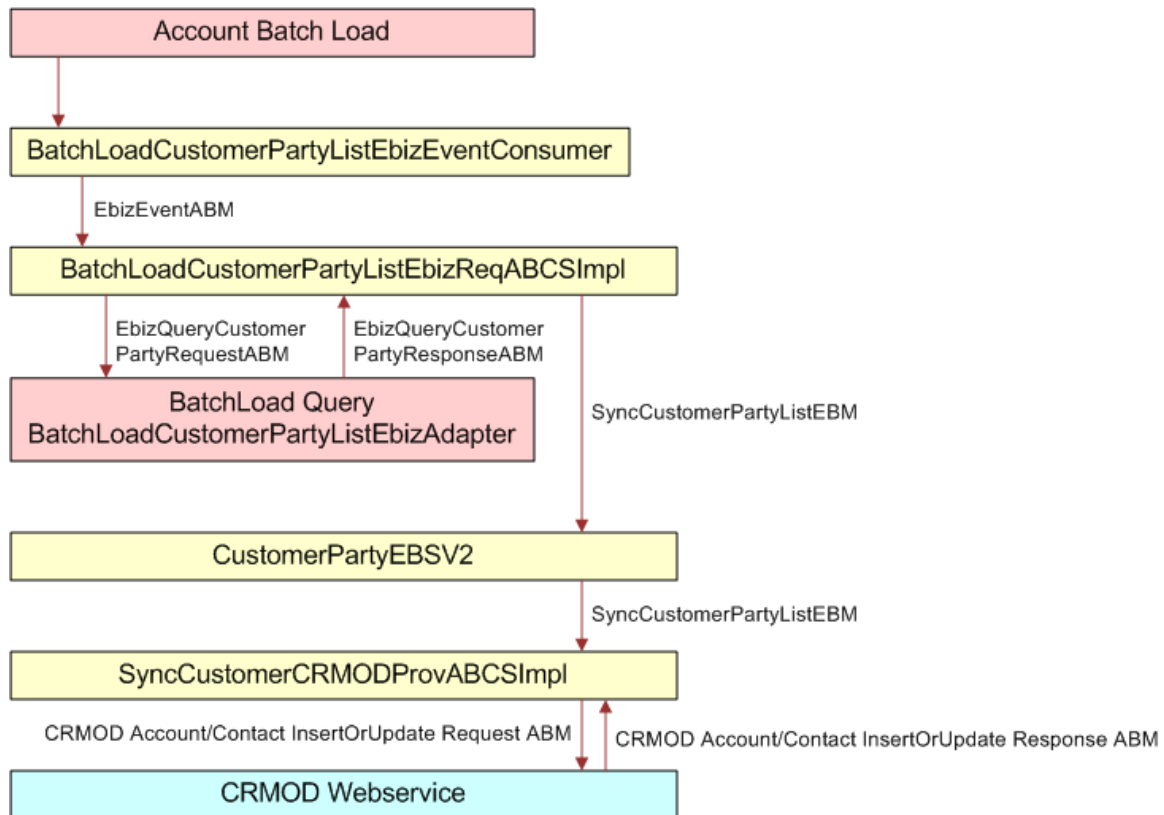 Account Batch Load
BatchLoadCustomerPartyListEbizEventConsumer
EbizEventABM
BatchLoadCustomerPartyListEbizReqABCSImpl
EbizQueryCustomer
PartyRequestABM
EbizQueryCustomer
PartyResponseABM
BatchLoad Query
BatchLoadCustomerPartyListEbizAdapter
SyncCustomerPartyListEBM
CustomerPartyEBSV2
SyncCustomerPartyListEBM
SyncCustomerCRMODProvABCSImpl
CRMOD Account/Contact InsertOrUpdate Request ABM
CRMOD Account/Contact InsertOrUpdate Response ABM
CRMOD Webservice